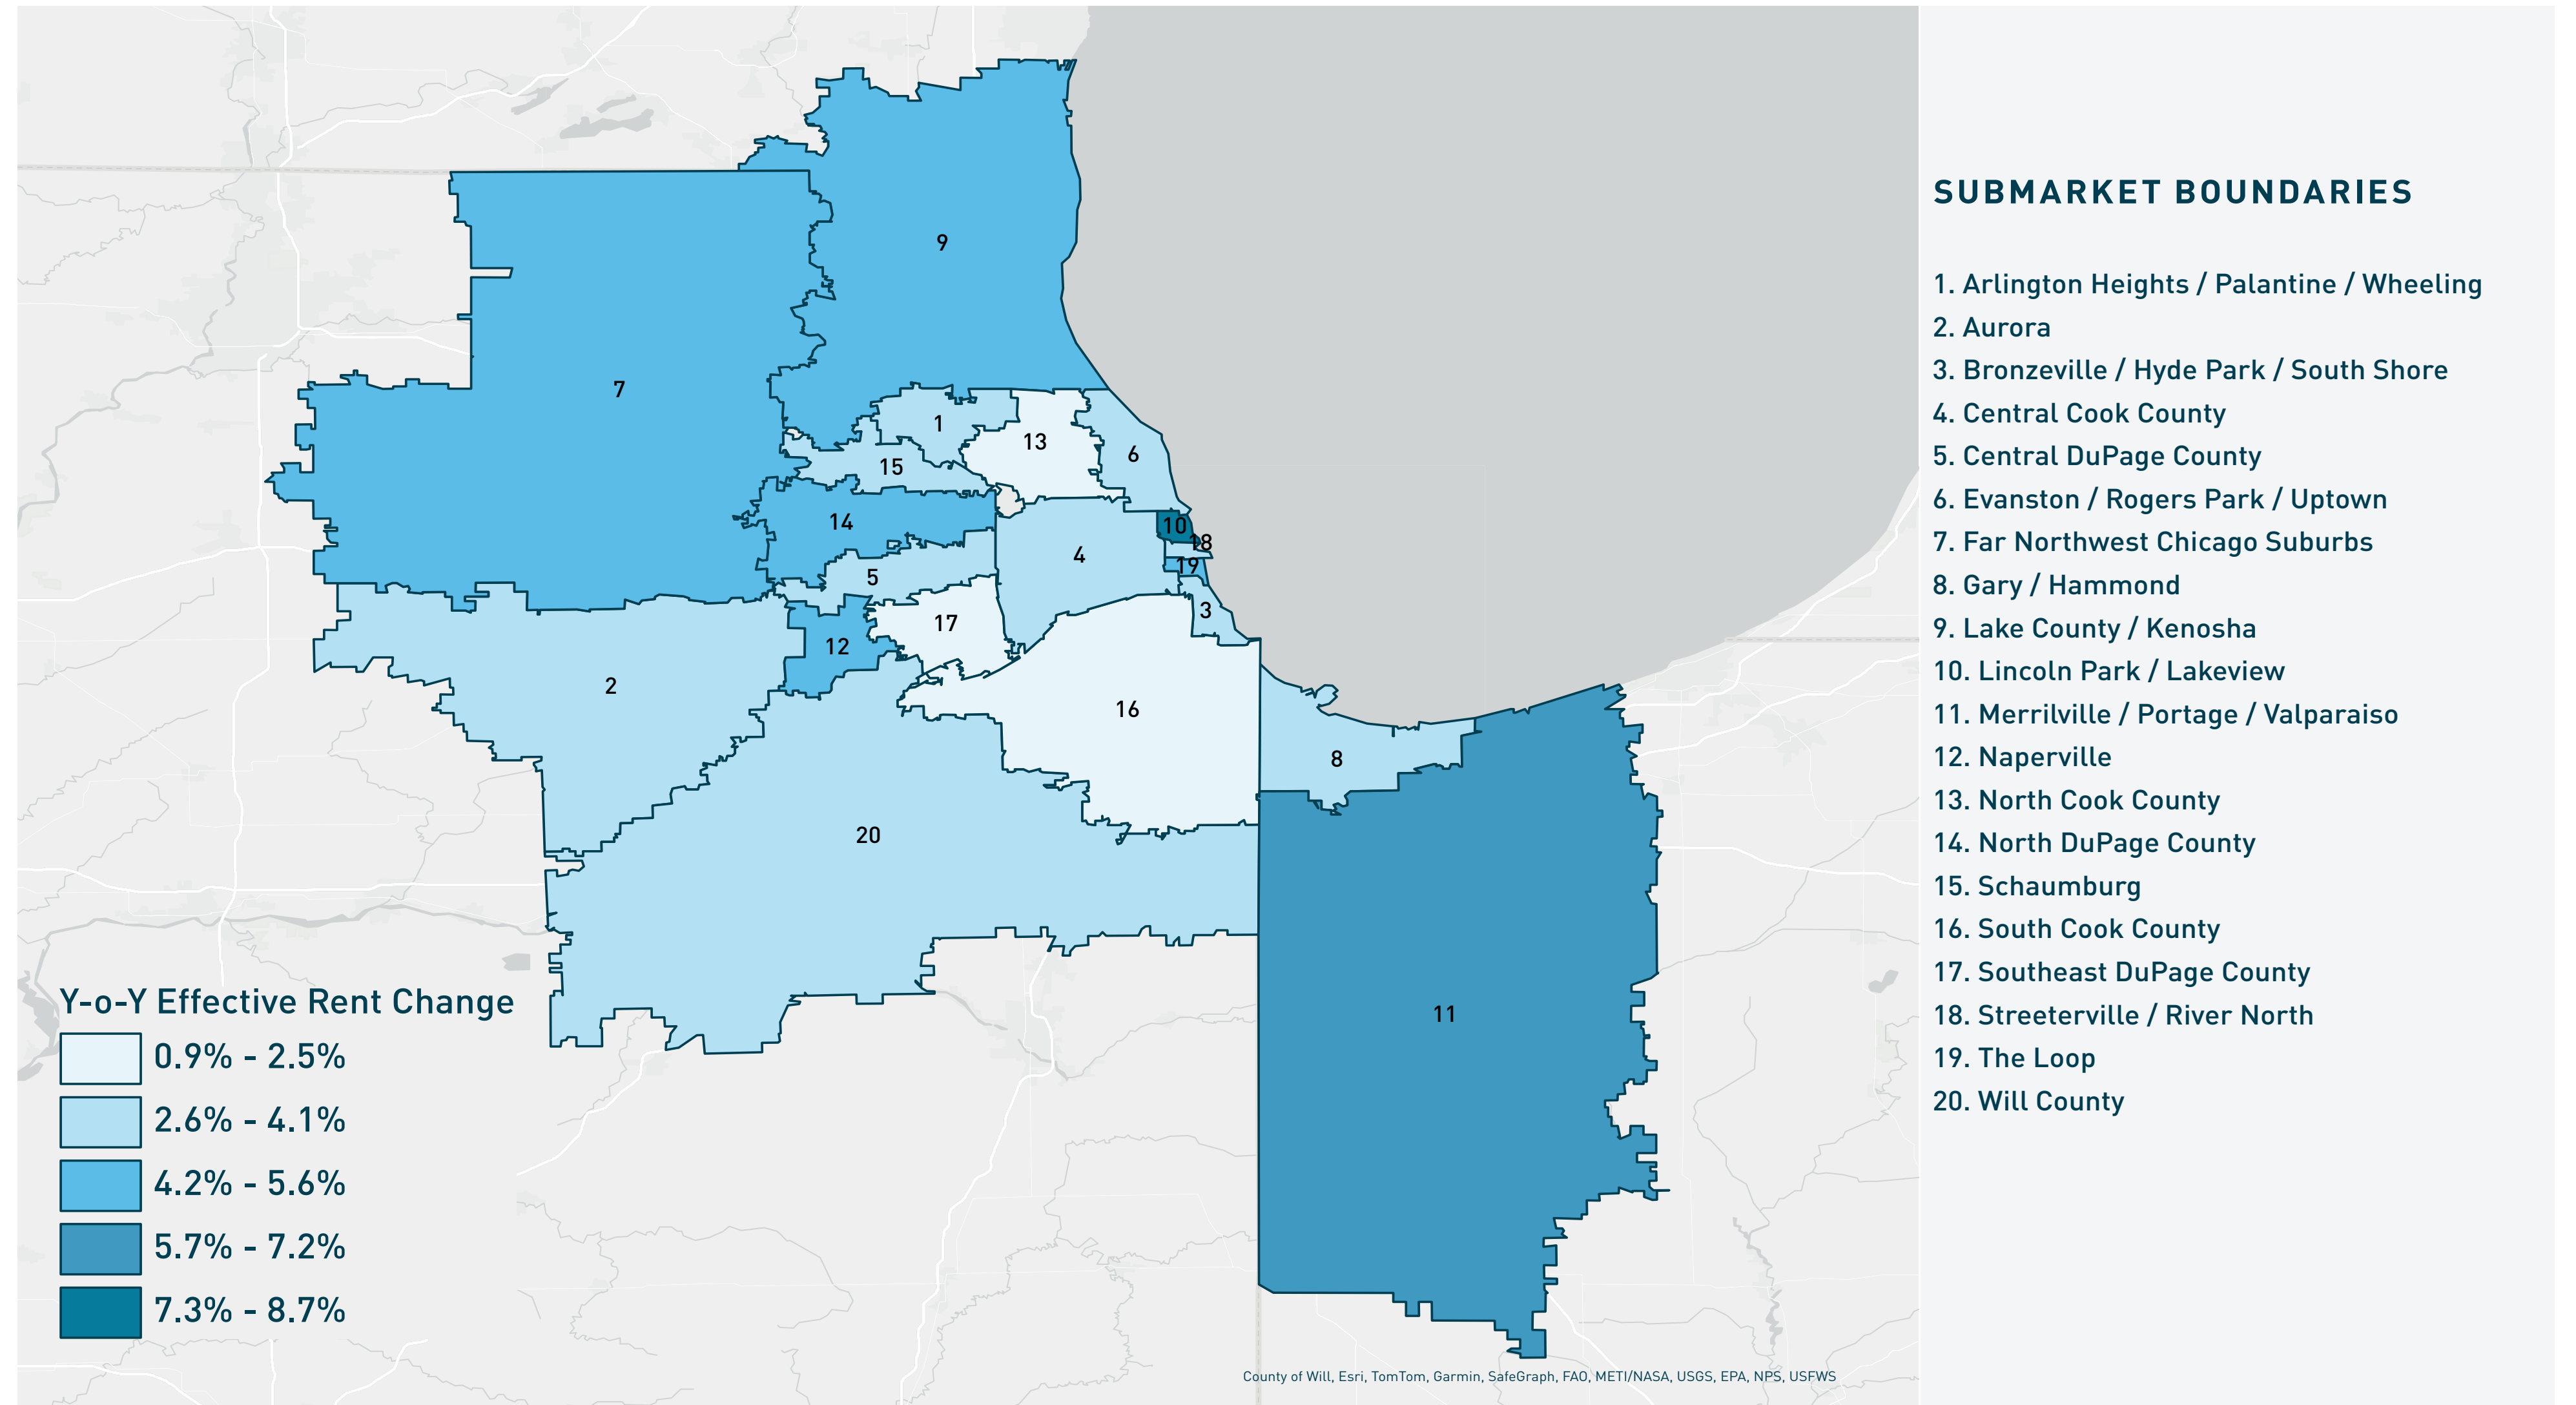 9
7
1
13
6
15
10
14
18
4
19
5
3
17
12
2
16
8
20
11
Y-o-Y Effective Rent Change
0.9% - 2.5%
2.6% - 4.1%
4.2% - 5.6%
5.7% - 7.2%
7.3% - 8.7%
County of Will, Esri, TomTom, Garmin, SafeGraph, FAO, METI/NASA, USGS, EPA, NPS, USFWS
SUBMARKET BOUNDARIES
1. Arlington Heights / Palantine / Wheeling
2. Aurora
3. Bronzeville / Hyde Park / South Shore
4. Central Cook County
5. Central DuPage County
6. Evanston / Rogers Park / Uptown
7. Far Northwest Chicago Suburbs
8. Gary / Hammond
9. Lake County / Kenosha
10. Lincoln Park / Lakeview
11. Merrilville / Portage / Valparaiso
12. Naperville
13. North Cook County
14. North DuPage County
15. Schaumburg
16. South Cook County
17. Southeast DuPage County
18. Streeterville / River North
19. The Loop
20. Will County